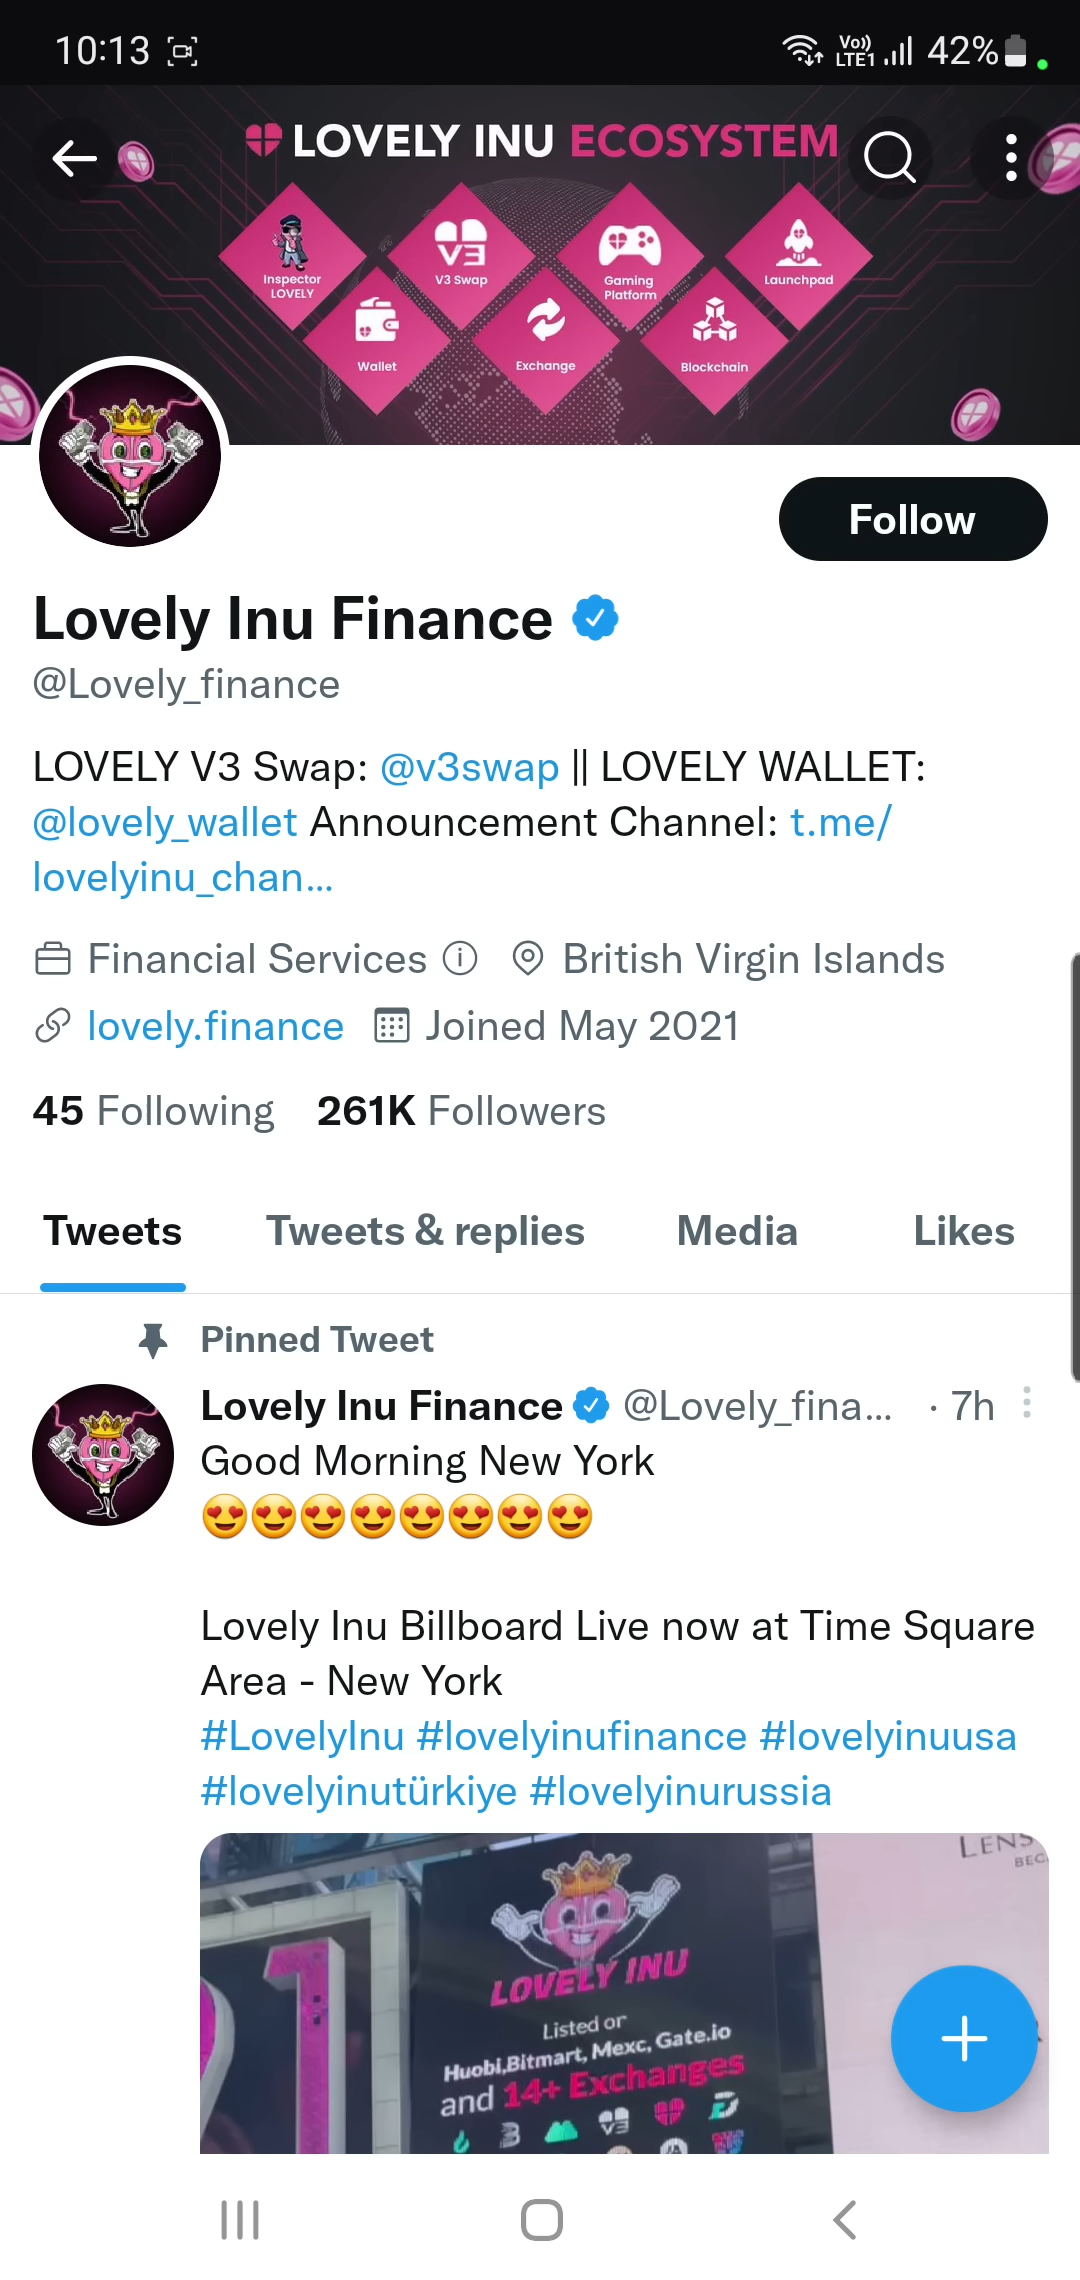 10:13
Vo)) LTE1 42%
LOVELY INU ECOSYSTEM
Inspector LOVELY
V3 Swap
Gaming Platform
Launchpad
Wallet
Exchange
Blockchain
Follow
Lovely Inu Finance
@Lovely_finance
LOVELY V3 Swap: @v3swap || LOVELY WALLET:
@lovely_wallet Announcement Channel: t.me/
lovelyinu_chan...
Financial Services British Virgin Islands
lovely.finance Joined May 2021
45 Following 261K Followers
Tweets Tweets & replies Media Likes
Pinned Tweet
Lovely Inu Finance @Lovely_fina... · 7h
Good Morning New York
😍😍😍😍😍😍😍😍
Lovely Inu Billboard Live now at Time Square
Area - New York
#LovelyInu #lovelyinufinance #lovelyinuusa
#lovelyinutürkiye #lovelyinurussia
LENS
BEC
LOVELY INU
Listed on
Huobi,Bitmart, Mexc, Gate.io
and 14+ Exchanges